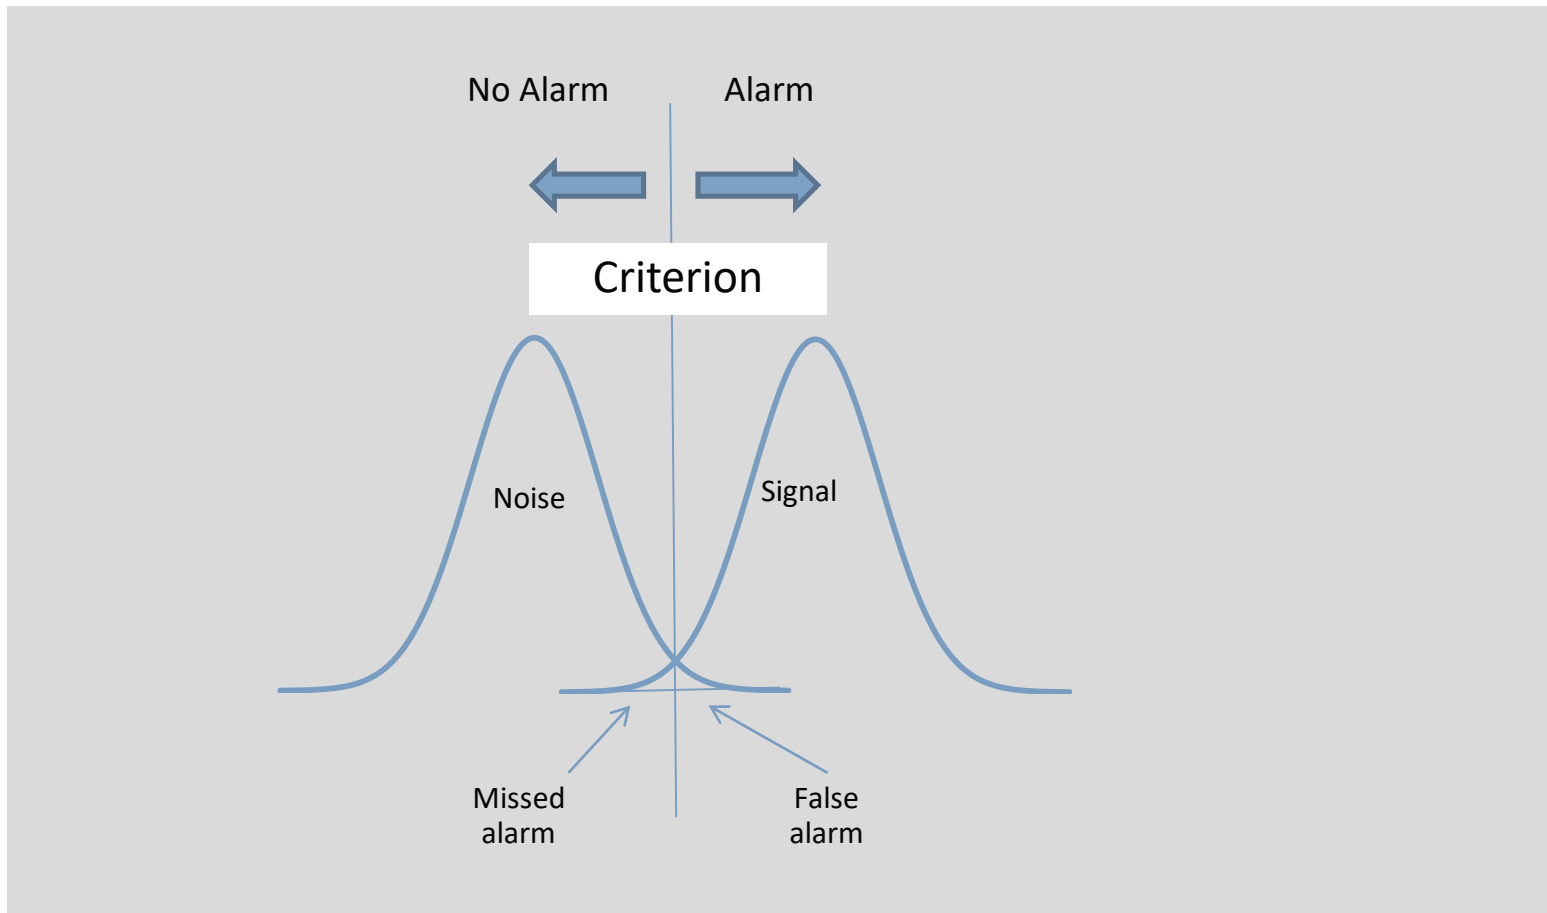 No Alarm
Alarm
Criterion
Noise
Signal
Missed
alarm
False
alarm